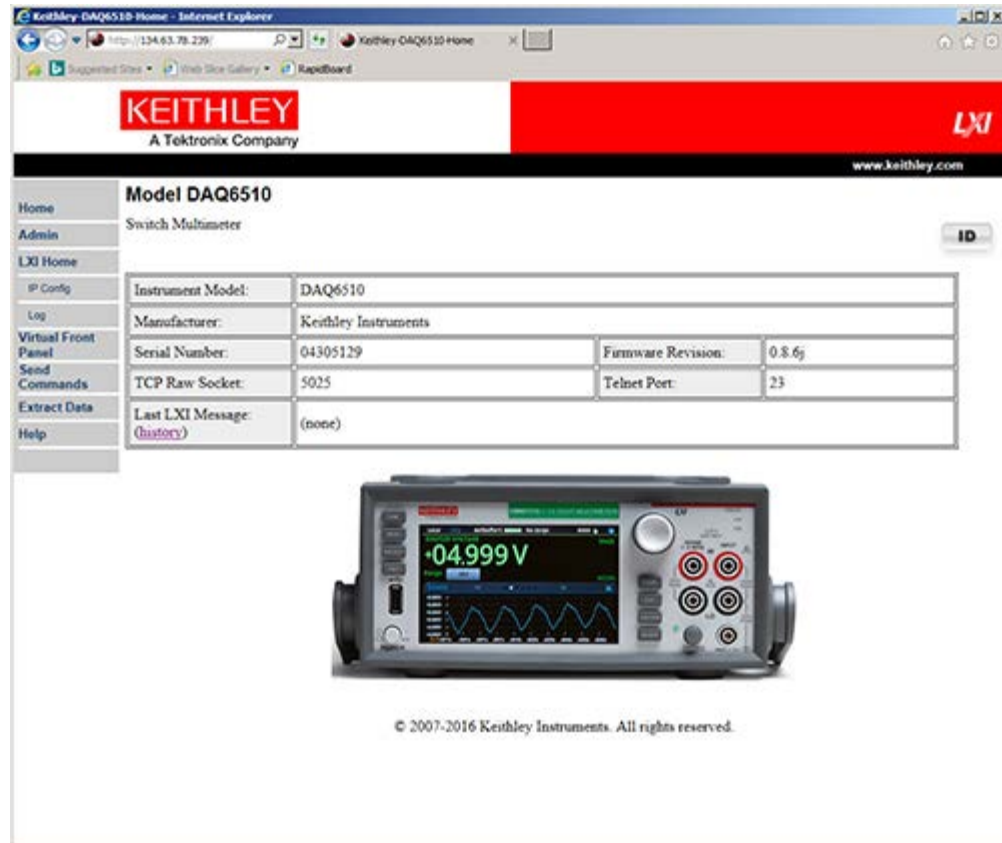 Keithley-DAQ6510-Home - Internet Explorer
http://134.63.78.239/
Keithley-DAQ6510-Home
Suggested Sites
Web Slice Gallery
RapidBoard
KEITHLEY
A Tektronix Company
LXI
www.keithley.com
Home
Admin
LXI Home
IP Config
Log
Virtual Front
Panel
Send
Commands
Extract Data
Help
Model DAQ6510
Switch Multimeter
ID
Instrument Model: DAQ6510
Manufacturer: Keithley Instruments
Serial Number: 04305129 Firmware Revision: 0.8.6j
TCP Raw Socket: 5025 Telnet Port: 23
Last LXI Message:
(history) (none)
KEITHLEY
+04.999 V
© 2007-2016 Keithley Instruments. All rights reserved.